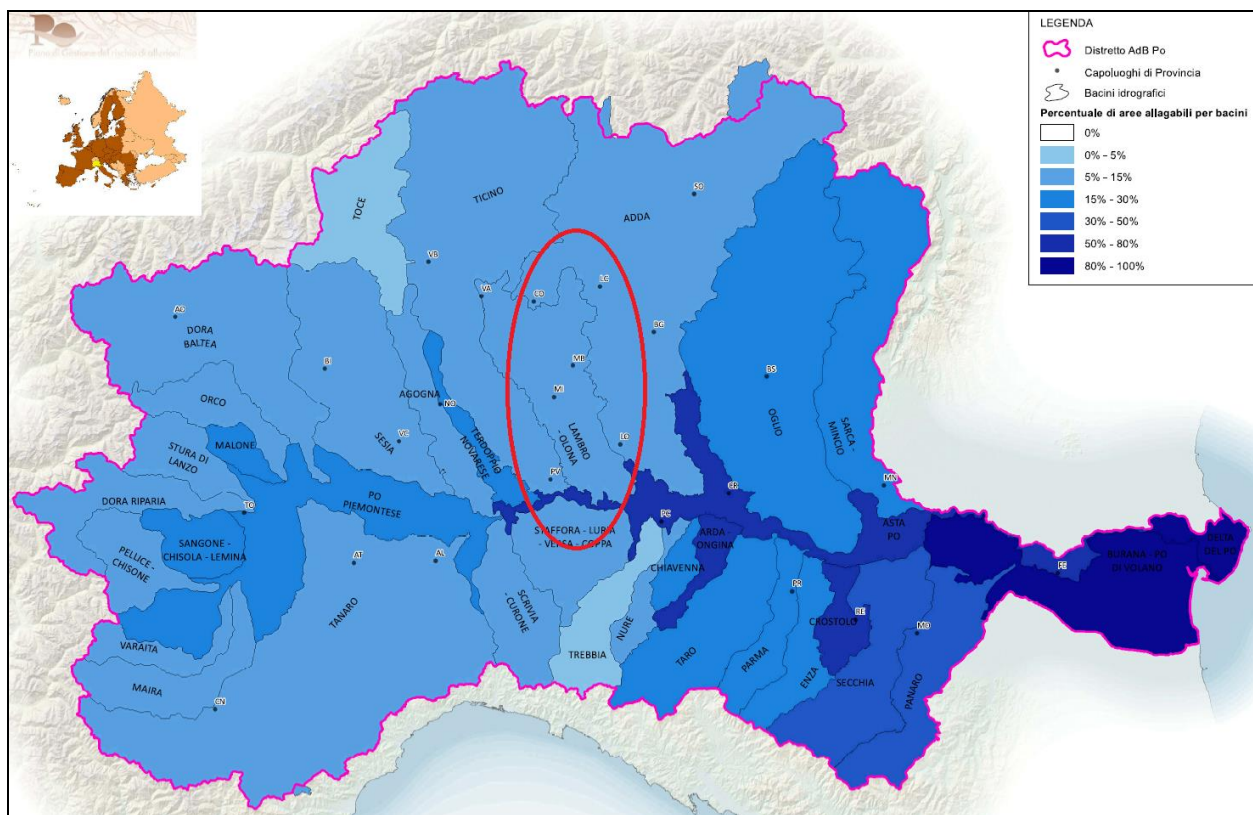 Po
LEGENDA
Distretto AdB Po
Capoluoghi di Provincia
Bacini idrografici
Percentuale di aree allagabili per bacini
0%
0% - 5%
5% - 15%
15% - 30%
30% - 50%
50% - 80%
80% - 100%
TOCE
TICINO
SO
ADDA
VB
VA
CO
LC
AO
DORA
BALTEA
BG
BI
MB
BS
MI
AGOGNA
NO
ORCO
OGLIO
SARCA -
MINCIO
TERDOPPIO
NOVARESE
LAMBRO
- OLONA
MALONE
VC
SESIA
LO
STURA DI
LANZO
PV
MN
CR
DORA RIPARIA
TO
PO
PIEMONTESE
PC
STAFFORA - LURIA
- VERSA - COPPA
ARDA -
ONGINA
ASTA
PO
SANGONE -
CHISOLA - LEMINA
PELLICE -
CHISONE
AT
AL
CHIAVENNA
FE
BURANA - PO
DI VOLANO
DELTA
DEL PO
PR
SCRIVIA
- CURONE
NURE
CROSTOLO
RE
MO
TANARO
VARAITA
TREBBIA
TARO
PARMA
ENZA
SECCHIA
PANARO
MAIRA
CN